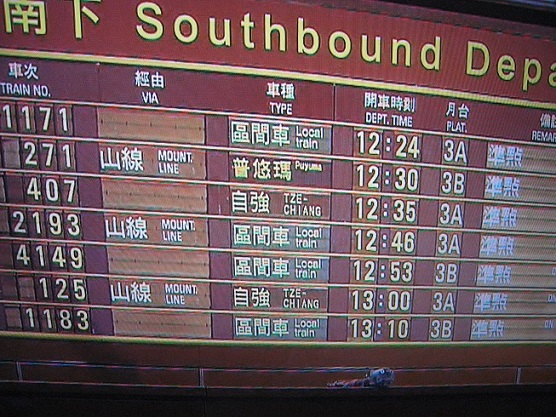 南下 Southbound Depa
車次 經由 車種 開車時刻 月台 備註
TRAIN NO. VIA TYPE DEPT. TIME PLAT. REMAR
1171 區間車 Local train 12:24 3A 準點
271 山線 MOUNT. LINE 普悠瑪 Puyuma 12:30 3B 準點
407 自強 TZE-CHIANG 12:35 3A 準點
2193 山線 MOUNT. LINE 區間車 Local train 12:46 3A 準點
4149 區間車 Local train 12:53 3B 準點
125 山線 MOUNT. LINE 自強 TZE-CHIANG 13:00 3A 準點
1183 區間車 Local train 13:10 3B 準點